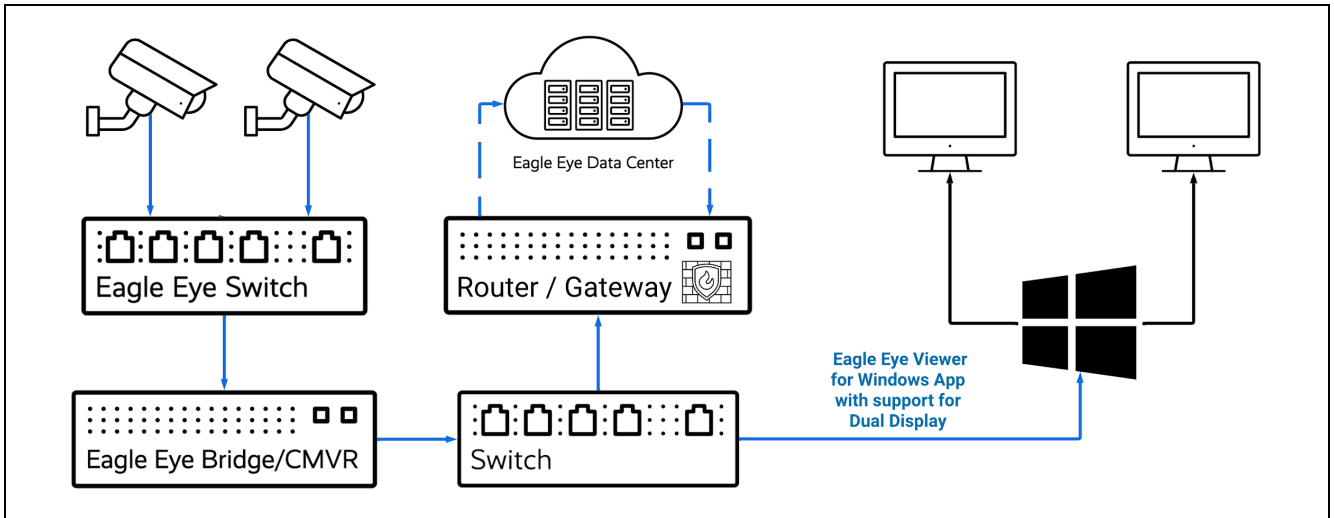 Eagle Eye Data Center
Eagle Eye Switch
Router / Gateway
Eagle Eye Viewer
for Windows App
with support for
Dual Display
Eagle Eye Bridge/CMVR
Switch